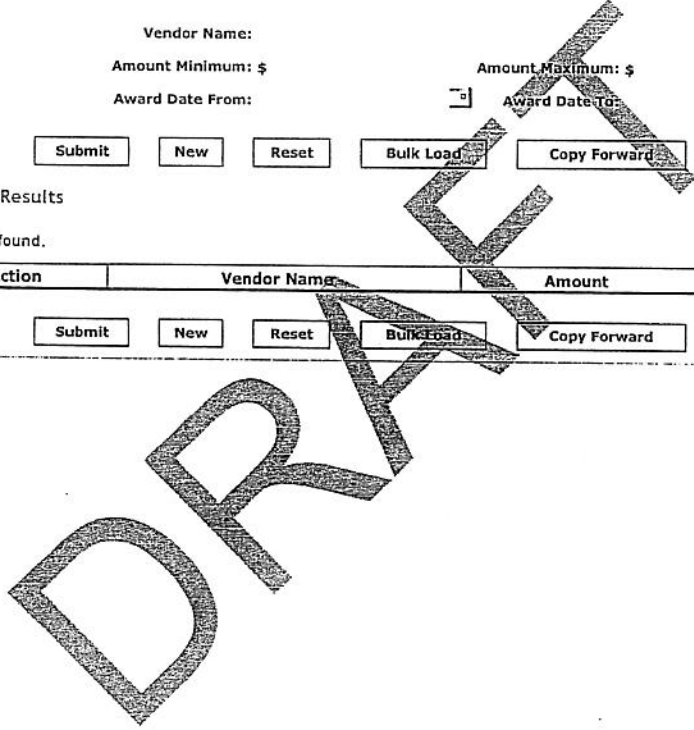 Vendor Name:
Amount Minimum: $ Amount Maximum: $
Award Date From: Award Date To:
Submit New Reset Bulk Load Copy Forward
Results
found.
ction Vendor Name Amount
Submit New Reset Bulk Load Copy Forward
DRAFT